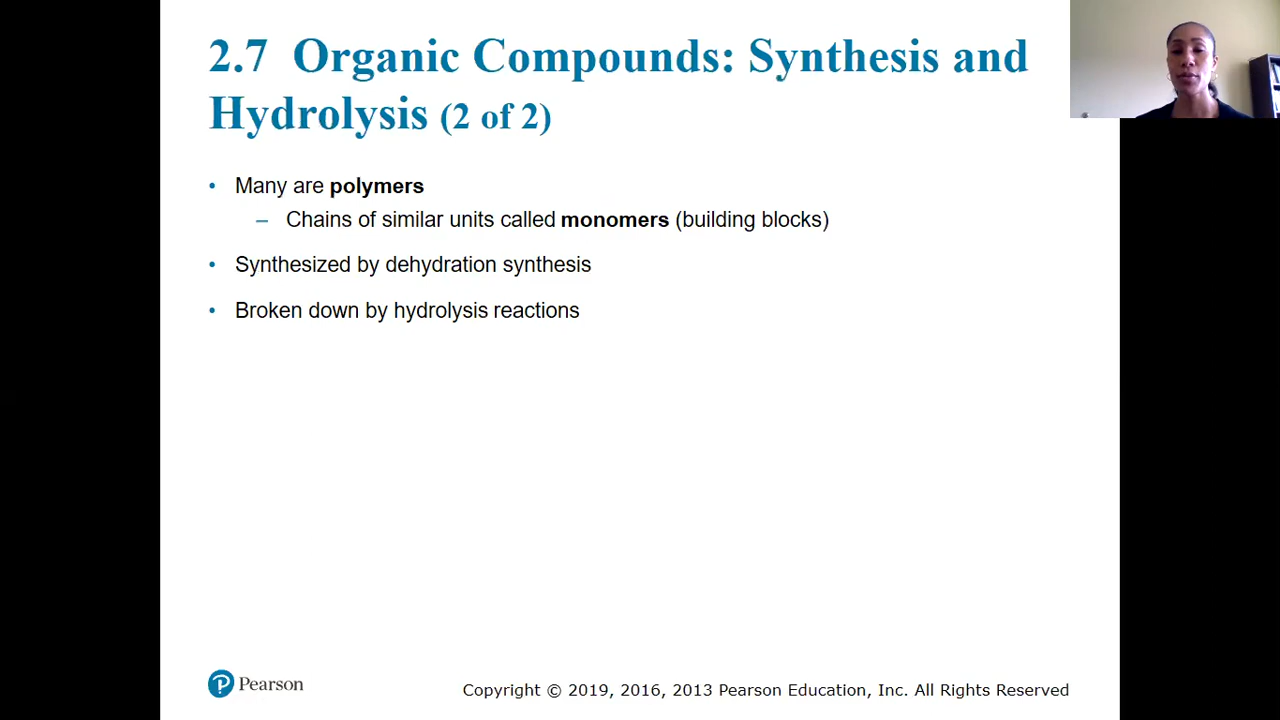 2.7 Organic Compounds: Synthesis and
Hydrolysis (2 of 2)
• Many are polymers
– Chains of similar units called monomers (building blocks)
• Synthesized by dehydration synthesis
• Broken down by hydrolysis reactions
Pearson
Copyright © 2019, 2016, 2013 Pearson Education, Inc. All Rights Reserved